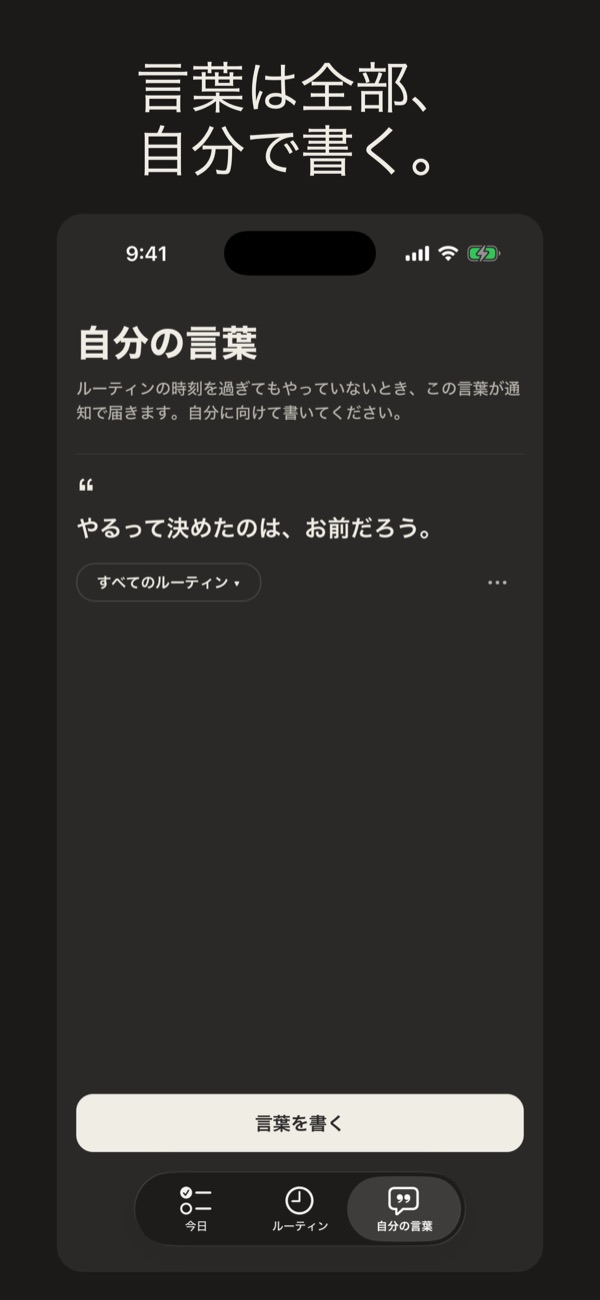 言葉は全部、
自分で書く。
9:41
自分の言葉
ルーティンの時刻を過ぎてもやっていないとき、この言葉が通
知で届きます。自分に向けて書いてください。
“
やるって決めたのは、お前だろう。
すべてのルーティン ▾
言葉を書く
今日
ルーティン
自分の言葉